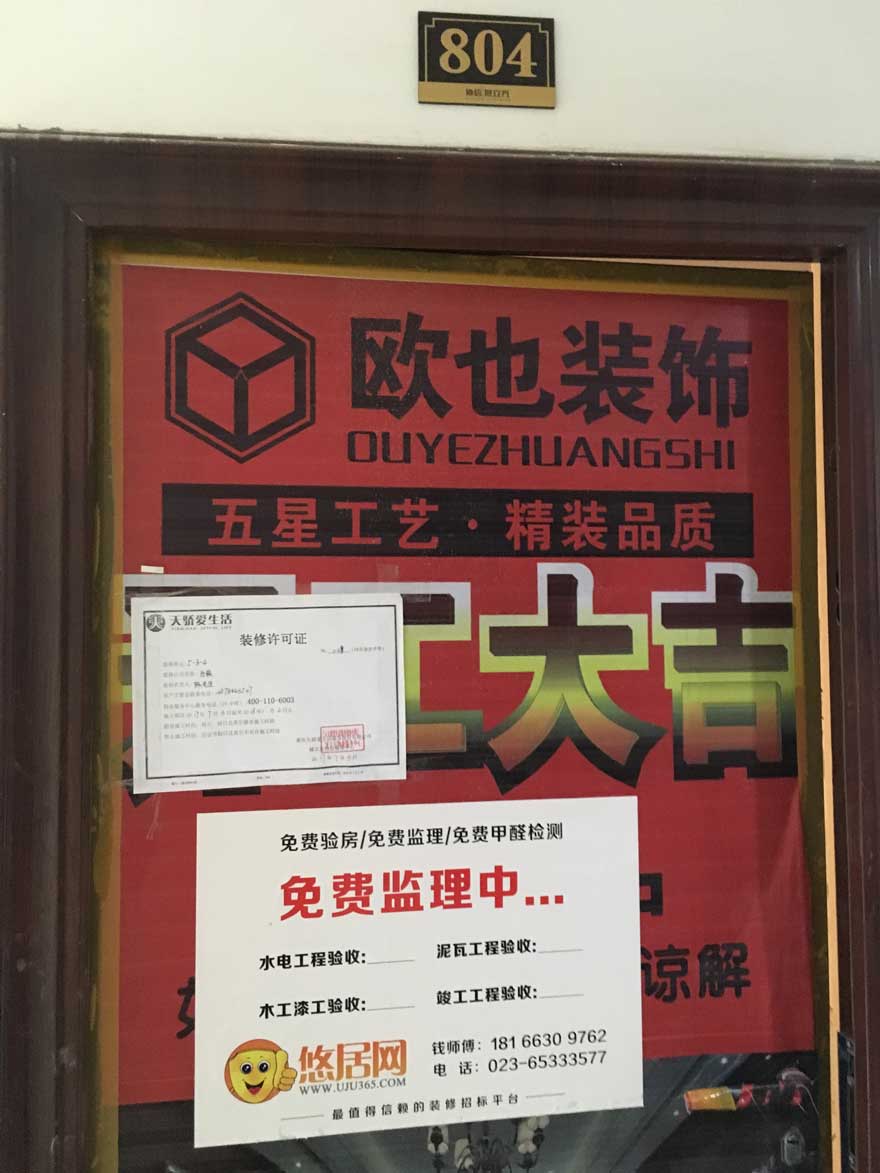 804
欧也装饰
OUYEZHUANGSHI
五星工艺·精装品质
工大吉
天骄爱生活
装修许可证
5-3-4
400-110-6003
免费验房/免费监理/免费甲醛检测
免费监理中...
水电工程验收:
泥瓦工程验收:
木工漆工验收:
竣工工程验收:
谅解
悠居网
WWW.UJU365.COM
钱师傅: 181 6630 9762
电 话: 023-65333577
最值得信赖的装修招标平台